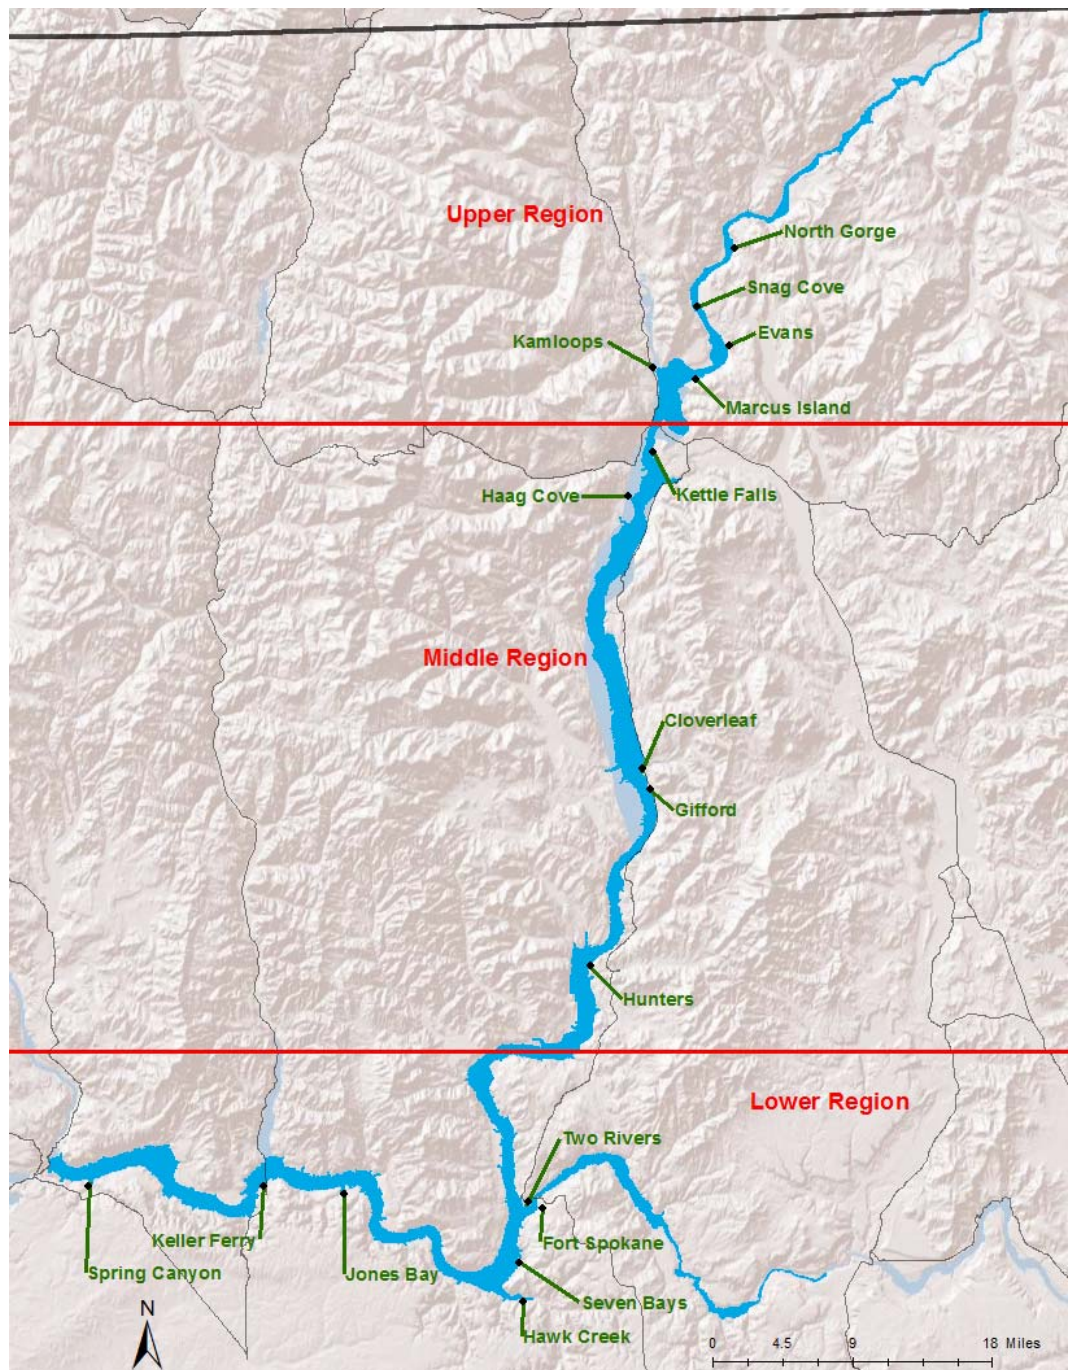 Upper Region
North Gorge
Snag Cove
Evans
Kamloops
Marcus Island
Haag Cove
Kettle Falls
Middle Region
Cloverleaf
Gifford
Hunters
Lower Region
Two Rivers
Keller Ferry
Fort Spokane
Spring Canyon
Jones Bay
Seven Bays
Hawk Creek
N
0 4.5 9 18 Miles